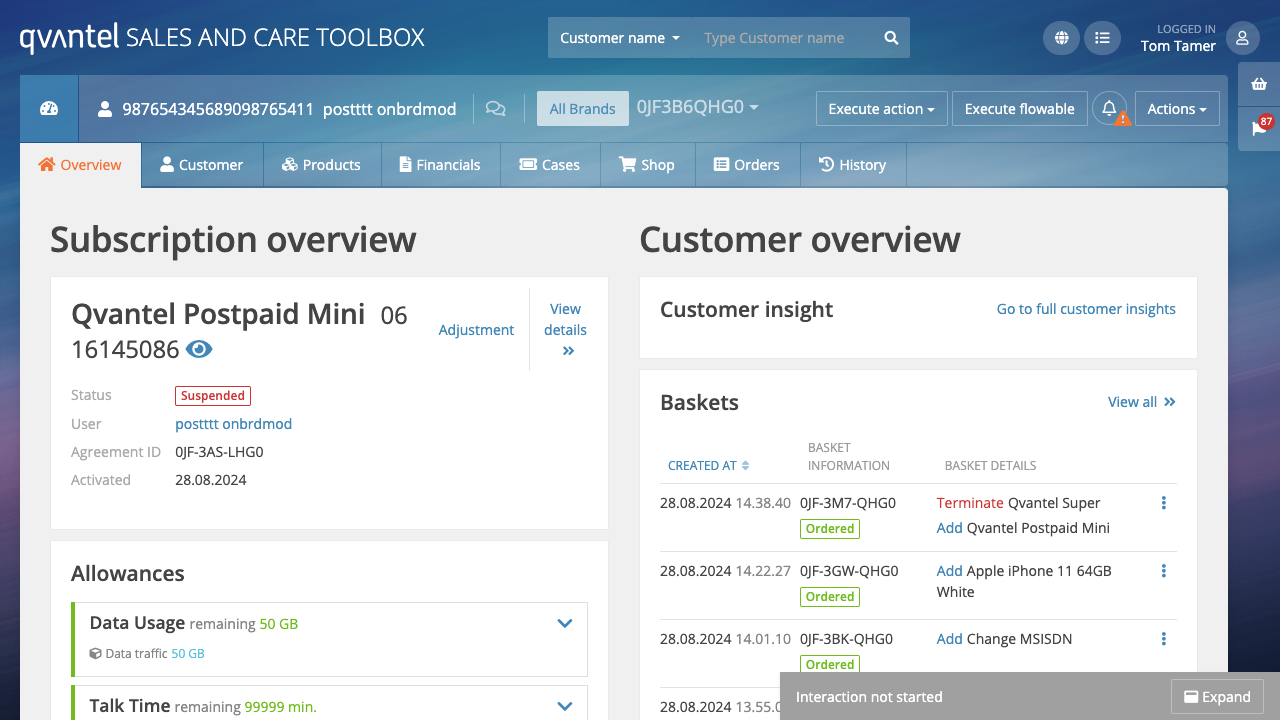 qvantel SALES AND CARE TOOLBOX
Customer name
Type Customer name
LOGGED IN
Tom Tamer
987654345689098765411 posttt onbrdmod
All Brands
0JF3B6QHG0
Execute action
Execute flowable
Actions
87
Overview
Customer
Products
Financials
Cases
Shop
Orders
History
Subscription overview
Qvantel Postpaid Mini 06
16145086
Adjustment
View
details
Status Suspended
User postttt onbrdmod
Agreement ID 0JF-3AS-LHG0
Activated 28.08.2024
Allowances
Data Usage remaining 50 GB
Data traffic 50 GB
Talk Time remaining 99999 min.
Customer overview
Customer insight
Go to full customer insights
Baskets
View all
CREATED AT
BASKET
INFORMATION
BASKET DETAILS
28.08.2024 14.38.40 0JF-3M7-QHG0 Terminate Qvantel Super
Ordered Add Qvantel Postpaid Mini
28.08.2024 14.22.27 0JF-3GW-QHG0 Add Apple iPhone 11 64GB
White
Ordered
28.08.2024 14.01.10 0JF-3BK-QHG0 Add Change MSISDN
Ordered
28.08.2024
Interaction not started
Expand